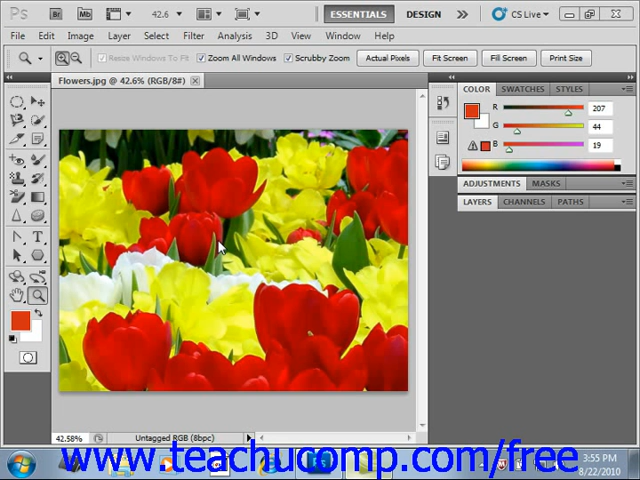 Ps Br Mb 42.6 ESSENTIALS DESIGN CS Live
File Edit Image Layer Select Filter Analysis 3D View Window Help
Resize Windows To Fit Zoom All Windows Scrubby Zoom Actual Pixels Fit Screen Fill Screen Print Size
Flowers.jpg @ 42.6% (RGB/8#)
COLOR SWATCHES STYLES
R 207
G 44
B 19
ADJUSTMENTS MASKS
LAYERS CHANNELS PATHS
T
42.58% Untagged RGB (8bpc)
www.teachucomp.com/free
3:55 PM
8/22/2010